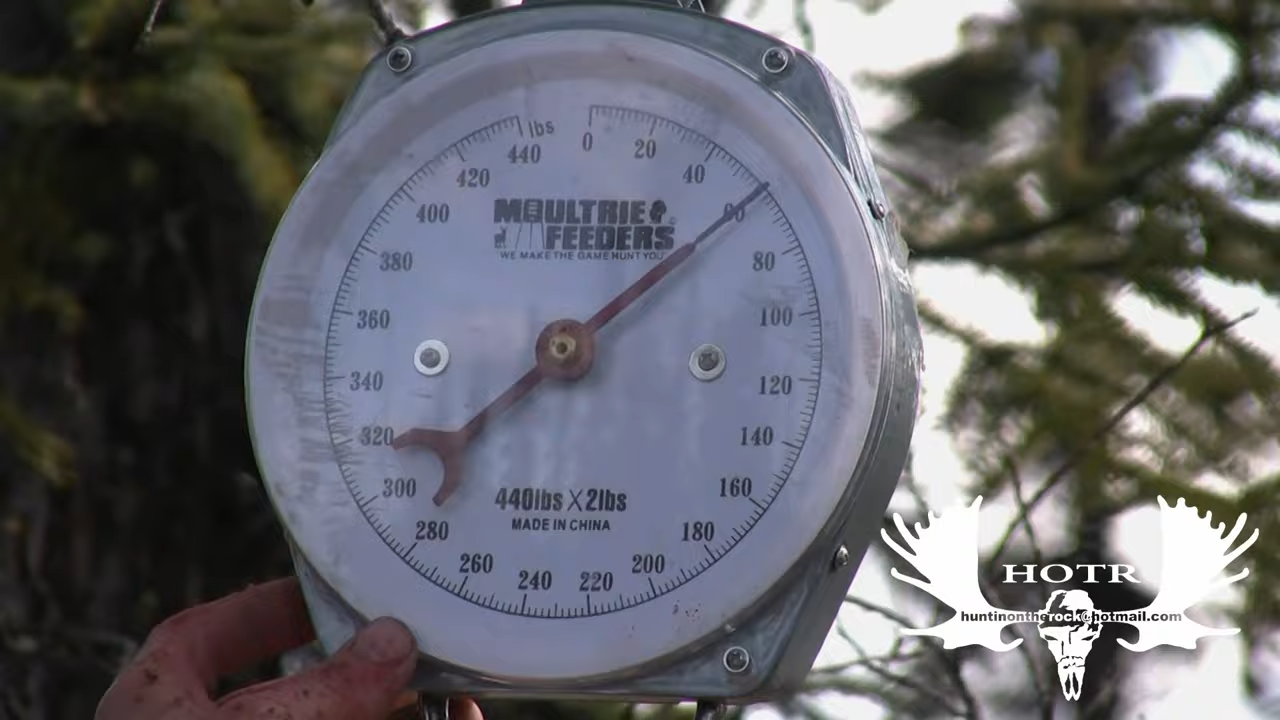 lbs
0
20
40
60
80
100
120
140
160
180
200
220
240
260
280
300
320
340
360
380
400
420
440
MOULTRIE
FEEDERS
WE MAKE THE GAME HUNT YOU
440lbs X 2lbs
MADE IN CHINA
HOTR
huntinontherock@hotmail.com